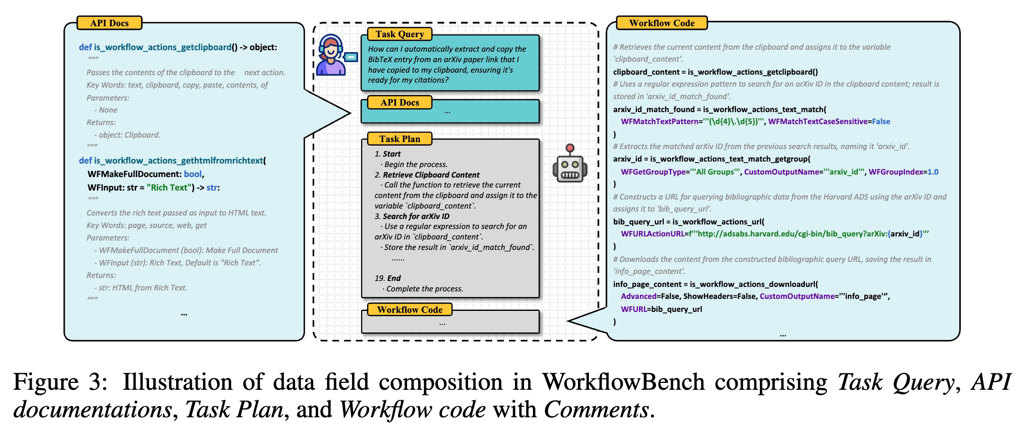 API Docs
def is_workflow_actions_getclipboard() -> object:
"""
Passes the contents of the clipboard to the next action.
Key Words: text, clipboard, copy, paste, contents, of
Parameters:
- None
Returns:
- object: Clipboard.
"""
def is_workflow_actions_gethtmlfromrichtext(
WFMakeFullDocument: bool,
WFInput: str = "Rich Text") -> str:
"""
Converts the rich text passed as input to HTML text.
Key Words: page, source, web, get
Parameters:
- WFMakeFullDocument (bool): Make Full Document
- WFInput (str): Rich Text, Default is "Rich Text".
Returns:
- str: HTML from Rich Text.
"""
...
Task Query
How can I automatically extract and copy the
BibTeX entry from an arXiv paper link that I
have copied to my clipboard, ensuring it's
ready for my citations?
API Docs
...
Task Plan
1. Start
· Begin the process.
2. Retrieve Clipboard Content
· Call the function to retrieve the current
content from the clipboard and assign it to the
variable `clipboard_content`.
3. Search for arXiv ID
· Use a regular expression to search for an
arXiv ID in `clipboard_content`.
· Store the result in `arxiv_id_match_found`.
......
19. End
· Complete the process.
Workflow Code
...
Workflow Code
# Retrieves the current content from the clipboard and assigns it to the variable
'clipboard_content'.
clipboard_content = is_workflow_actions_getclipboard()
# Uses a regular expression pattern to search for an arXiv ID in the clipboard content; result is
stored in 'arxiv_id_match_found'.
arxiv_id_match_found = is_workflow_actions_text_match(
WFMatchTextPattern='''(\d{4}\.\d{5})''', WFMatchTextCaseSensitive=False
)
# Extracts the matched arXiv ID from the previous search results, naming it 'arxiv_id'.
arxiv_id = is_workflow_actions_text_match_getgroup(
WFGetGroupType='''All Groups''', CustomOutputName='''arxiv_id''', WFGroupIndex=1.0
)
# Constructs a URL for querying bibliographic data from the Harvard ADS using the arXiv ID and
assigns it to 'bib_query_url'.
bib_query_url = is_workflow_actions_url(
WFURLActionURL=f'''http://adsabs.harvard.edu/cgi-bin/bib_query?arXiv:{arxiv_id}'''
)
# Downloads the content from the constructed bibliographic query URL, saving the result in
'info_page_content'.
info_page_content = is_workflow_actions_downloadurl(
Advanced=False, ShowHeaders=False, CustomOutputName='''info_page''',
WFURL=bib_query_url
)
...
Figure 3: Illustration of data field composition in WorkflowBench comprising Task Query, API
documentations, Task Plan, and Workflow code with Comments.